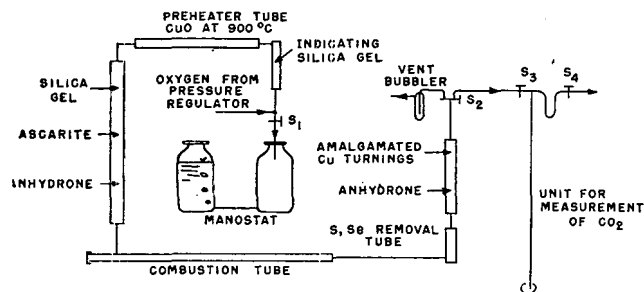 PREHEATER TUBE
CuO AT 900°C
INDICATING
SILICA GEL
SILICA
GEL
OXYGEN FROM
PRESSURE
REGULATOR
S1
ASCARITE
ANHYDRONE
MANOSTAT
COMBUSTION TUBE
VENT
BUBBLER
S2
S3
S4
AMALGAMATED
Cu TURNINGS
ANHYDRONE
S, Se REMOVAL
TUBE
UNIT FOR
MEASUREMENT
OF CO2